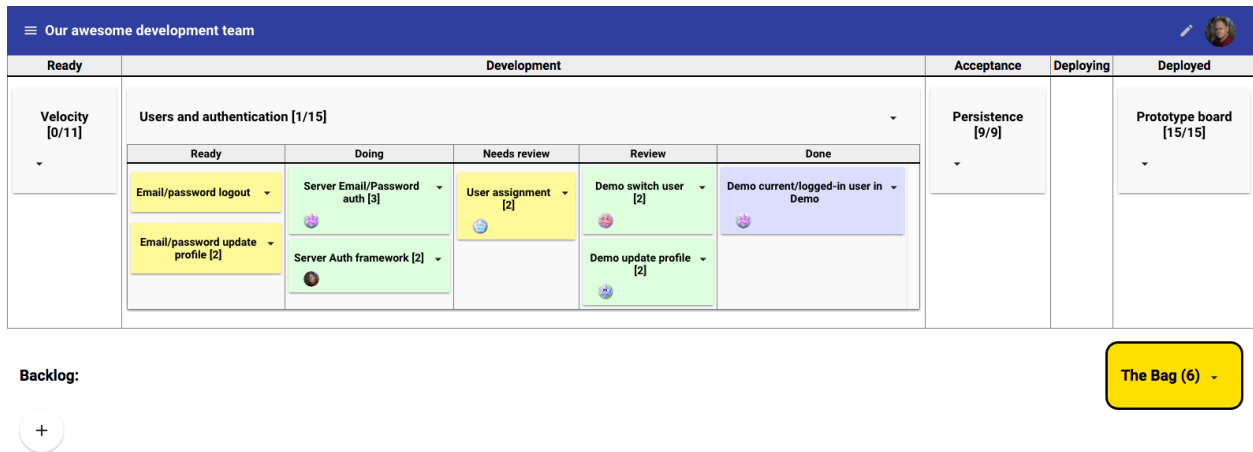 Our awesome development team
Ready
Development
Acceptance
Deploying
Deployed
Velocity
[0/11]
Users and authentication [1/15]
Persistence
[9/9]
Prototype board
[15/15]
Ready
Doing
Needs review
Review
Done
Email/password logout
Email/password update
profile [2]
Server Email/Password
auth [3]
Server Auth framework [2]
User assignment
[2]
Demo switch user
[2]
Demo update profile
[2]
Demo current/logged-in user in
Demo
Backlog:
The Bag (6)
+